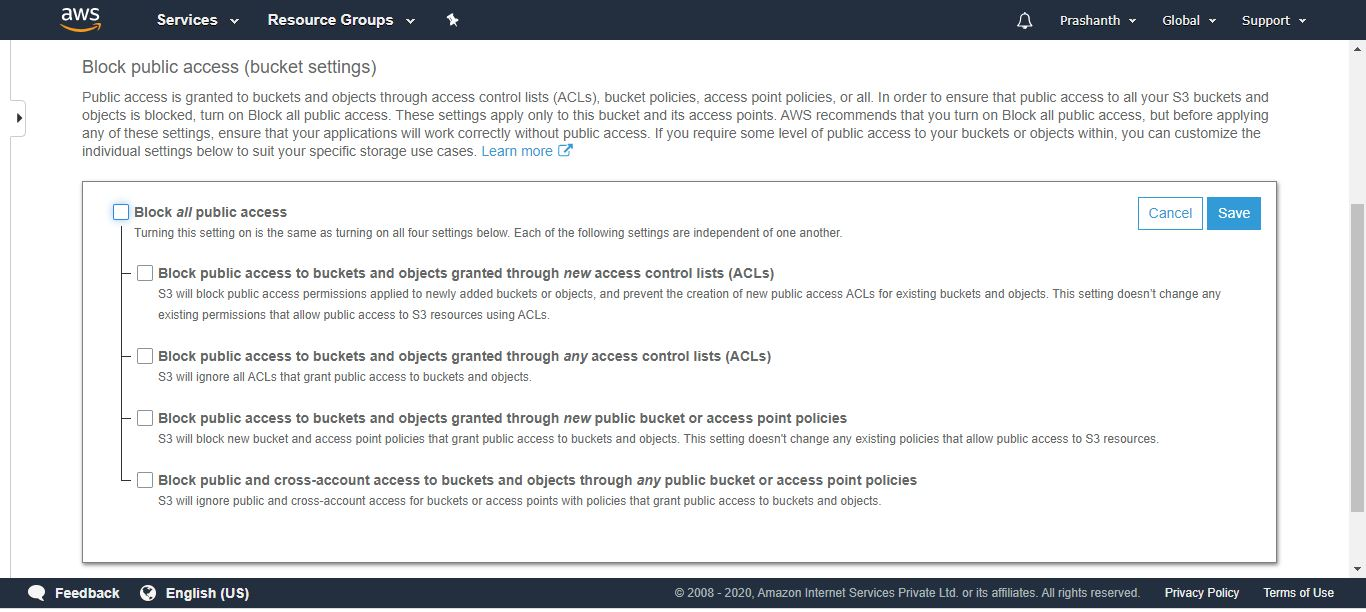 aws
Services
Resource Groups
Prashanth
Global
Support
Block public access (bucket settings)
Public access is granted to buckets and objects through access control lists (ACLs), bucket policies, access point policies, or all. In order to ensure that public access to all your S3 buckets and
objects is blocked, turn on Block all public access. These settings apply only to this bucket and its access points. AWS recommends that you turn on Block all public access, but before applying
any of these settings, ensure that your applications will work correctly without public access. If you require some level of public access to your buckets or objects within, you can customize the
individual settings below to suit your specific storage use cases. Learn more
Block all public access
Cancel
Save
Turning this setting on is the same as turning on all four settings below. Each of the following settings are independent of one another.
Block public access to buckets and objects granted through new access control lists (ACLs)
S3 will block public access permissions applied to newly added buckets or objects, and prevent the creation of new public access ACLs for existing buckets and objects. This setting doesn't change any
existing permissions that allow public access to S3 resources using ACLs.
Block public access to buckets and objects granted through any access control lists (ACLs)
S3 will ignore all ACLs that grant public access to buckets and objects.
Block public access to buckets and objects granted through new public bucket or access point policies
S3 will block new bucket and access point policies that grant public access to buckets and objects. This setting doesn't change any existing policies that allow public access to S3 resources.
Block public and cross-account access to buckets and objects through any public bucket or access point policies
S3 will ignore public and cross-account access for buckets or access points with policies that grant public access to buckets and objects.
Feedback
English (US)
© 2008 - 2020, Amazon Internet Services Private Ltd. or its affiliates. All rights reserved.
Privacy Policy
Terms of Use